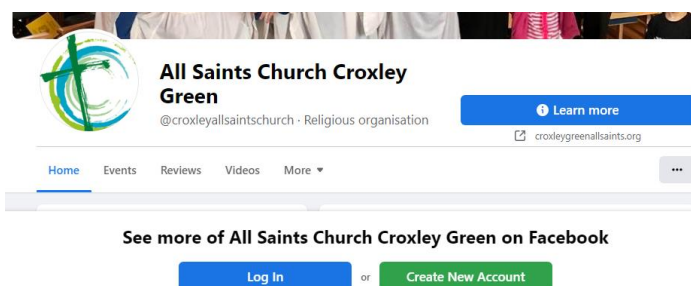 All Saints Church Croxley
Green
@croxleyallsaintschurch · Religious organisation
Learn more
croxleygreenallsaints.org
Home Events Reviews Videos More ▼ •••
See more of All Saints Church Croxley Green on Facebook
Log In or Create New Account